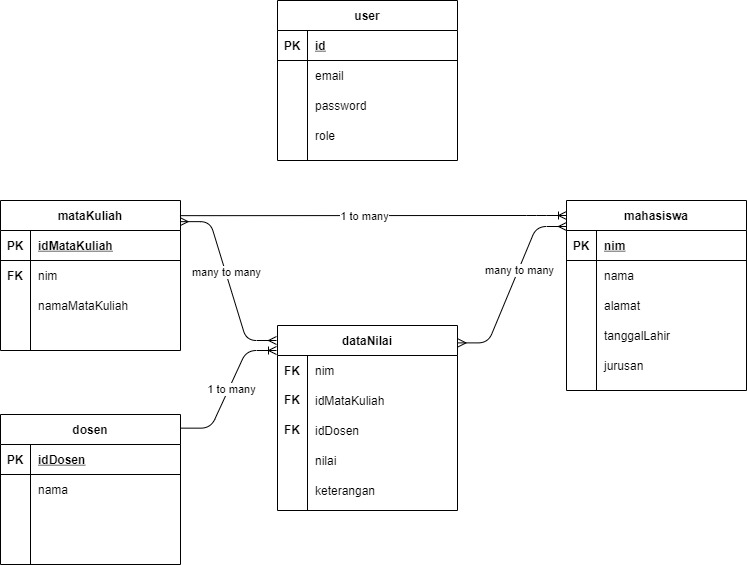 user
PK id
email
password
role
mataKuliah
PK idMataKuliah
FK nim
namaMataKuliah
1 to many
mahasiswa
PK nim
nama
alamat
tanggalLahir
jurusan
many to many
many to many
dataNilai
FK nim
FK idMataKuliah
FK idDosen
nilai
keterangan
1 to many
dosen
PK idDosen
nama